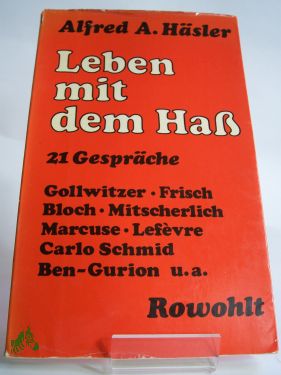 Alfred A. Häsler
Leben
mit
dem Haß
21 Gespräche
Gollwitzer · Frisch
Bloch · Mitscherlich
Marcuse · Lefèvre
Carlo Schmid
Ben-Gurion u.a.
Rowohlt